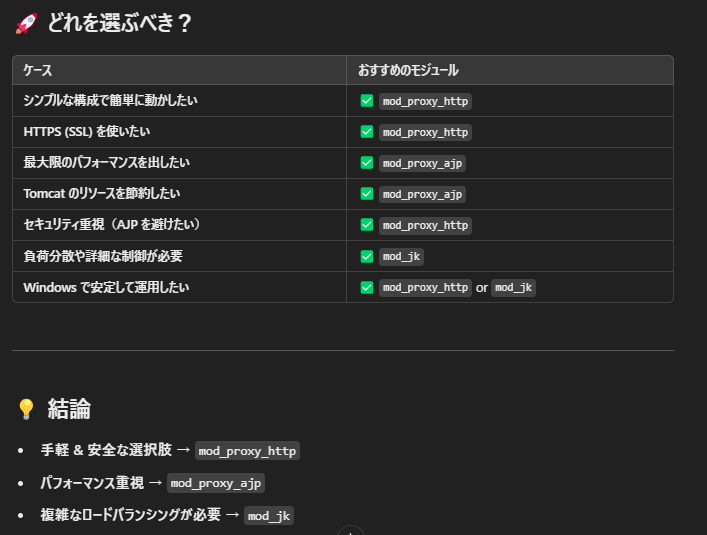 🚀 どれを選ぶべき？
ケース おすすめのモジュール
シンプルな構成で簡単に動かしたい ✅ mod_proxy_http
HTTPS (SSL) を使いたい ✅ mod_proxy_http
最大限のパフォーマンスを出したい ✅ mod_proxy_ajp
Tomcat のリソースを節約したい ✅ mod_proxy_ajp
セキュリティ重視（AJP を避けたい） ✅ mod_proxy_http
負荷分散や詳細な制御が必要 ✅ mod_jk
Windows で安定して運用したい ✅ mod_proxy_http or mod_jk
💡 結論
• 手軽 & 安全な選択肢 → mod_proxy_http
• パフォーマンス重視 → mod_proxy_ajp
• 複雑なロードバランシングが必要 → mod_jk